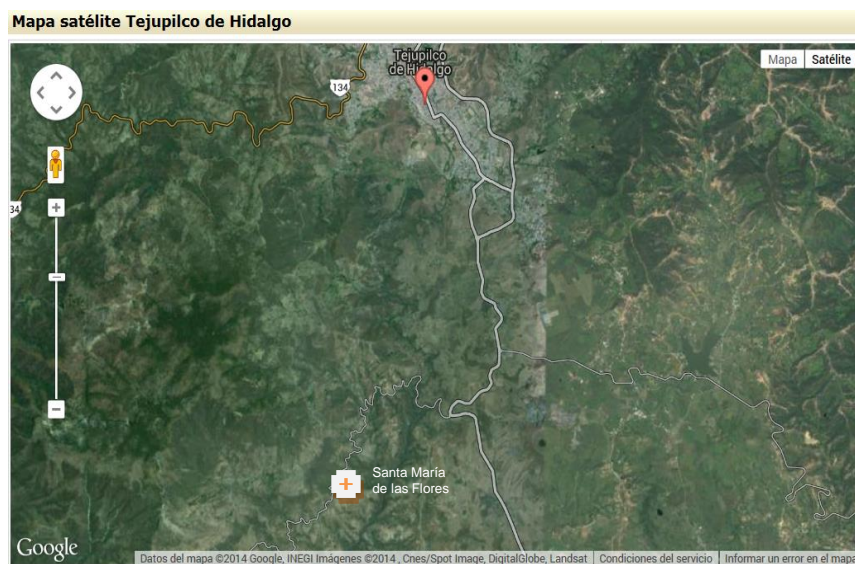 Mapa satélite Tejupilco de Hidalgo
Tejupilco
de Hidalgo
Mapa
Satélite
134
34
Santa María
de las Flores
Google
Datos del mapa ©2014 Google, INEGI Imágenes ©2014 , Cnes/Spot Image, DigitalGlobe, Landsat
Condiciones del servicio
Informar un error en el mapa